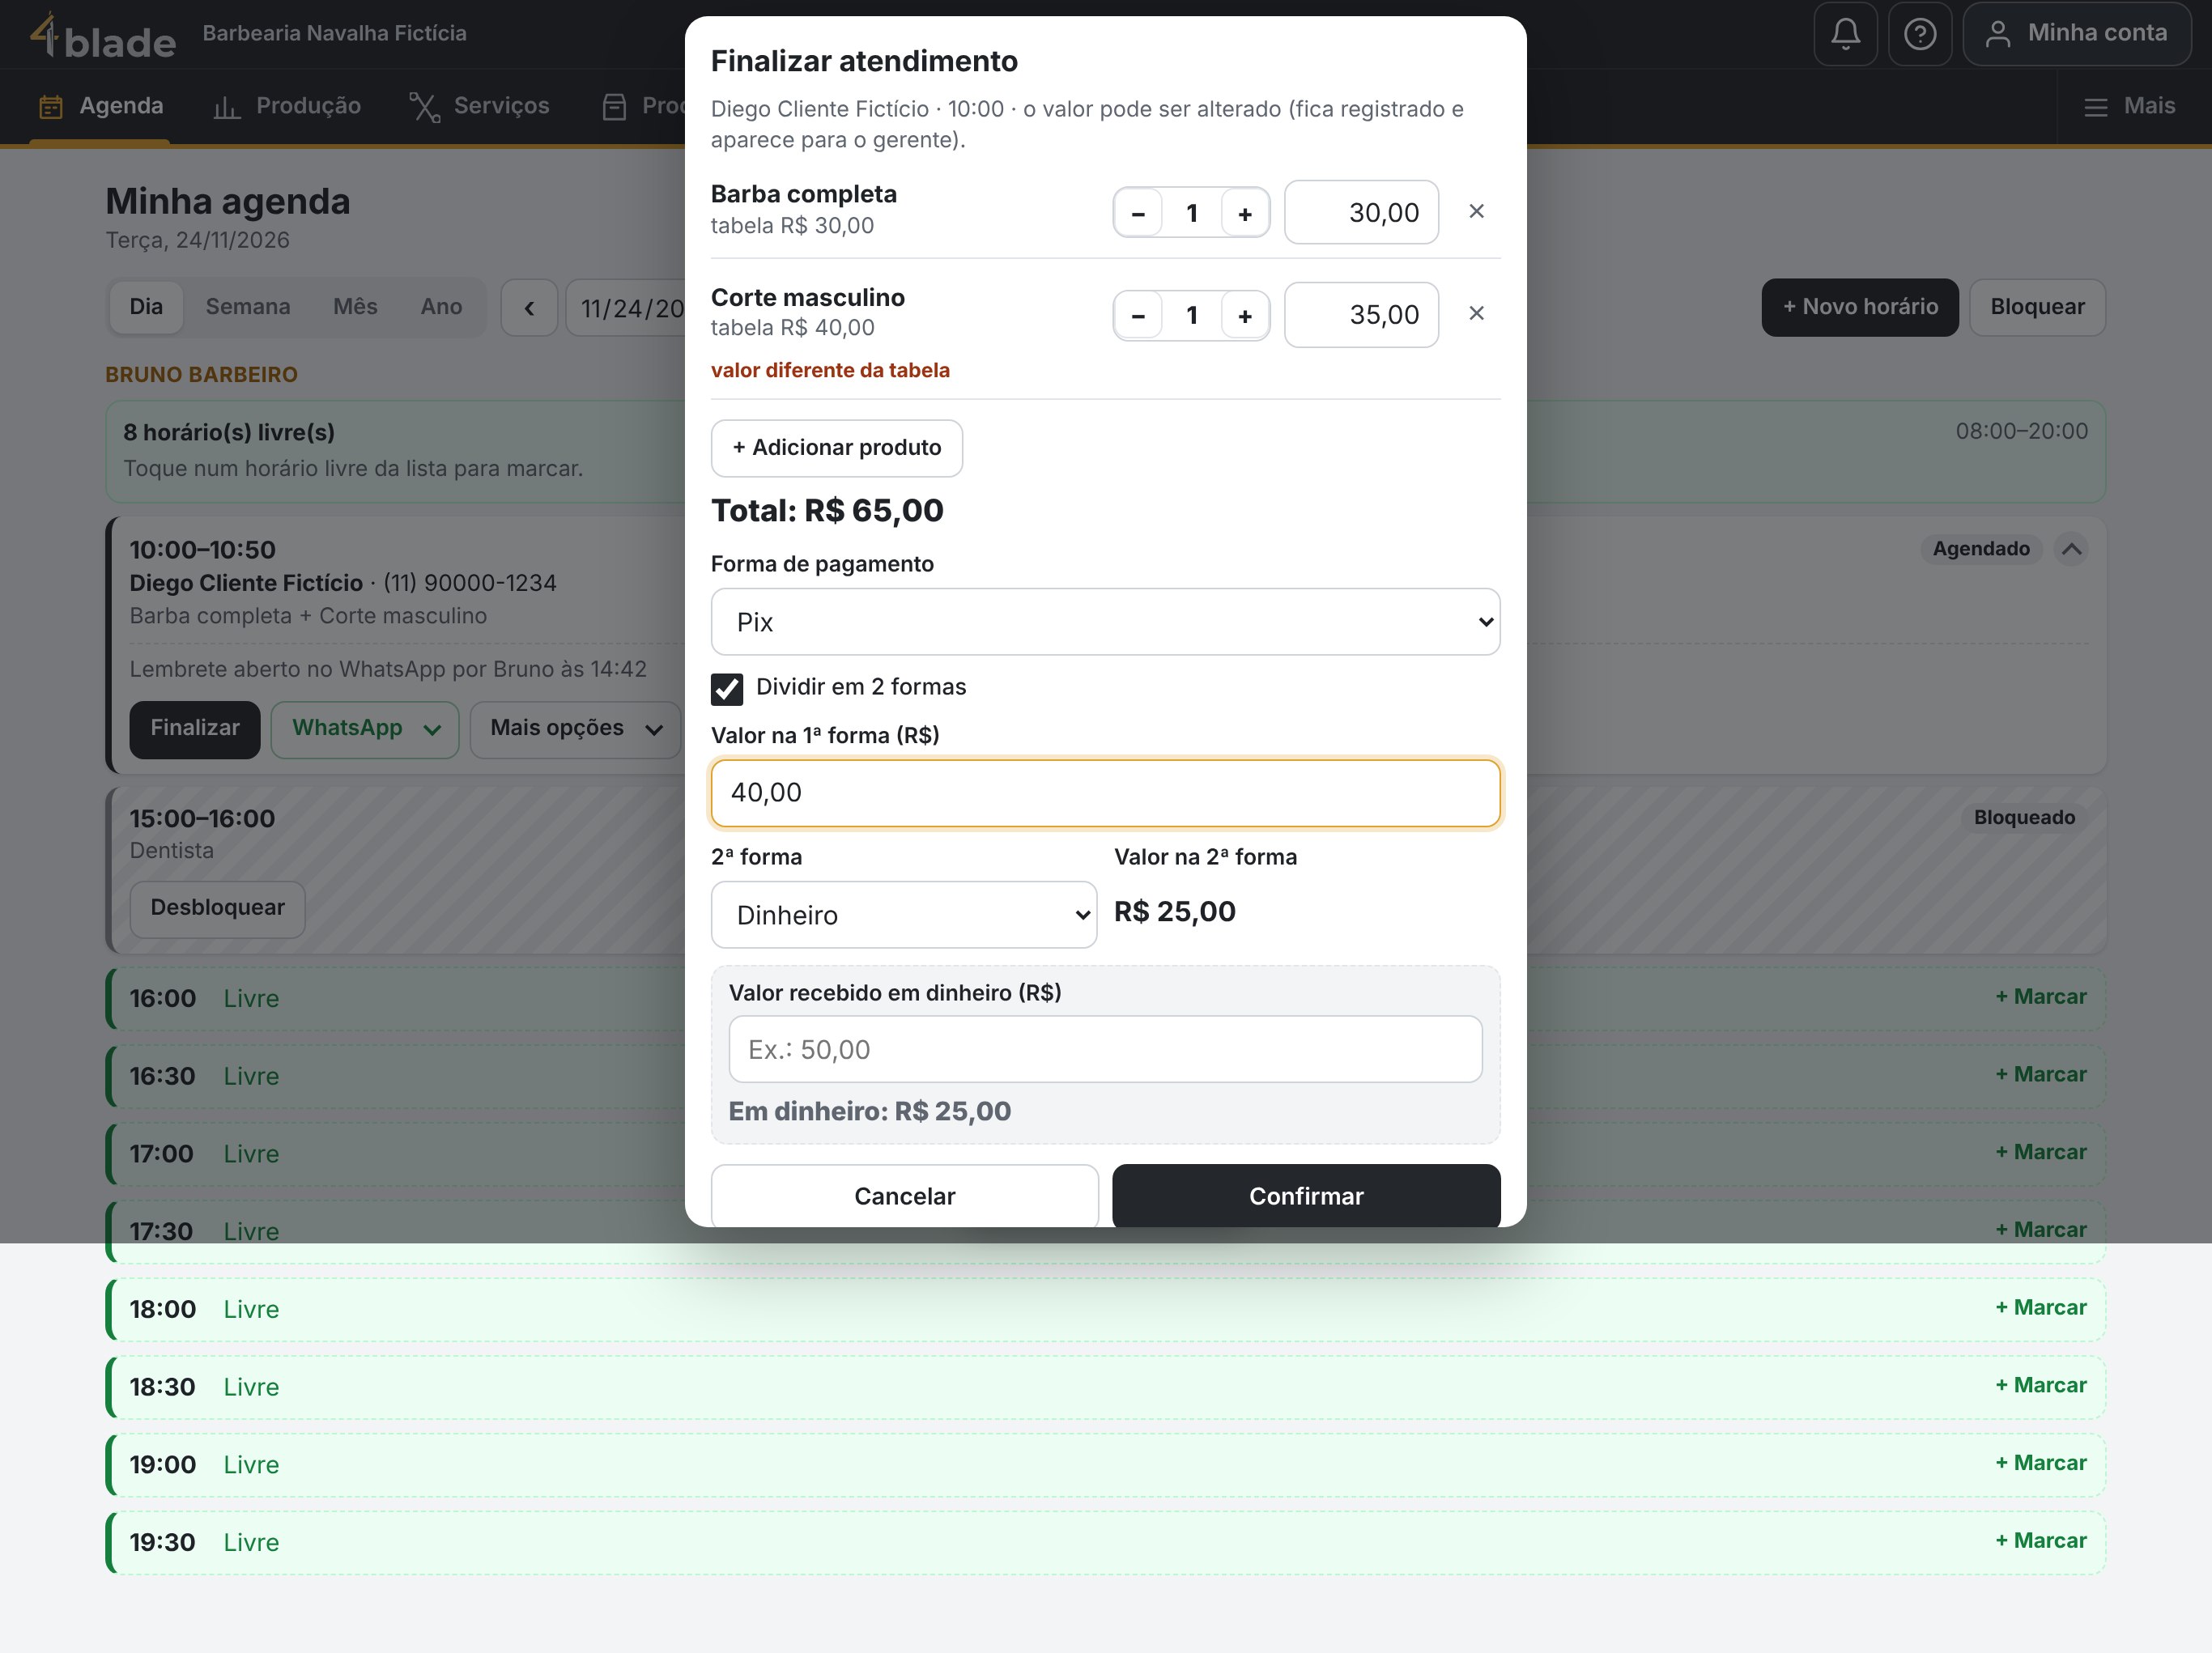 4blade
Barbearia Navalha Fictícia
Minha conta
Agenda
Produção
Serviços
Mais
Minha agenda
Terça, 24/11/2026
Dia
Semana
Mês
Ano
11/24/20
+ Novo horário
Bloquear
BRUNO BARBEIRO
8 horário(s) livre(s)
08:00–20:00
Toque num horário livre da lista para marcar.
10:00–10:50
Agendado
Diego Cliente Fictício · (11) 90000-1234
Barba completa + Corte masculino
Lembrete aberto no WhatsApp por Bruno às 14:42
Finalizar
WhatsApp
Mais opções
15:00–16:00
Bloqueado
Dentista
Desbloquear
16:00 Livre + Marcar
16:30 Livre + Marcar
17:00 Livre + Marcar
17:30 Livre + Marcar
18:00 Livre + Marcar
18:30 Livre + Marcar
19:00 Livre + Marcar
19:30 Livre + Marcar
Finalizar atendimento
Diego Cliente Fictício · 10:00 · o valor pode ser alterado (fica registrado e
aparece para o gerente).
Barba completa
tabela R$ 30,00
− 1 + 30,00 ×
Corte masculino
tabela R$ 40,00
− 1 + 35,00 ×
valor diferente da tabela
+ Adicionar produto
Total: R$ 65,00
Forma de pagamento
Pix
Dividir em 2 formas
Valor na 1ª forma (R$)
40,00
2ª forma
Valor na 2ª forma
Dinheiro
R$ 25,00
Valor recebido em dinheiro (R$)
Ex.: 50,00
Em dinheiro: R$ 25,00
Cancelar
Confirmar